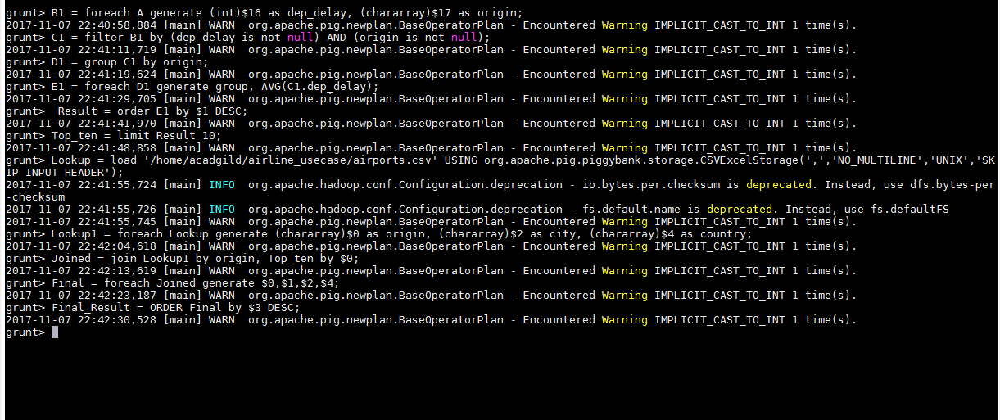 grunt> B1 = foreach A generate (int)$16 as dep_delay, (chararray)$17 as origin;
2017-11-07 22:40:58,884 [main] WARN  org.apache.pig.newplan.BaseOperatorPlan - Encountered Warning IMPLICIT_CAST_TO_INT 1 time(s).
grunt> C1 = filter B1 by (dep_delay is not null) AND (origin is not null);
2017-11-07 22:41:11,719 [main] WARN  org.apache.pig.newplan.BaseOperatorPlan - Encountered Warning IMPLICIT_CAST_TO_INT 1 time(s).
grunt> D1 = group C1 by origin;
2017-11-07 22:41:19,624 [main] WARN  org.apache.pig.newplan.BaseOperatorPlan - Encountered Warning IMPLICIT_CAST_TO_INT 1 time(s).
grunt> E1 = foreach D1 generate group, AVG(C1.dep_delay);
2017-11-07 22:41:29,705 [main] WARN  org.apache.pig.newplan.BaseOperatorPlan - Encountered Warning IMPLICIT_CAST_TO_INT 1 time(s).
grunt>  Result = order E1 by $1 DESC;
2017-11-07 22:41:41,970 [main] WARN  org.apache.pig.newplan.BaseOperatorPlan - Encountered Warning IMPLICIT_CAST_TO_INT 1 time(s).
grunt> Top_ten = limit Result 10;
2017-11-07 22:41:48,858 [main] WARN  org.apache.pig.newplan.BaseOperatorPlan - Encountered Warning IMPLICIT_CAST_TO_INT 1 time(s).
grunt> Lookup = load '/home/acadgild/airline_usecase/airports.csv' USING org.apache.pig.piggybank.storage.CSVExcelStorage(',','NO_MULTILINE','UNIX','SK
IP_INPUT_HEADER');
2017-11-07 22:41:55,724 [main] INFO  org.apache.hadoop.conf.Configuration.deprecation - io.bytes.per.checksum is deprecated. Instead, use dfs.bytes-per
-checksum
2017-11-07 22:41:55,726 [main] INFO  org.apache.hadoop.conf.Configuration.deprecation - fs.default.name is deprecated. Instead, use fs.defaultFS
2017-11-07 22:41:55,745 [main] WARN  org.apache.pig.newplan.BaseOperatorPlan - Encountered Warning IMPLICIT_CAST_TO_INT 1 time(s).
grunt> Lookup1 = foreach Lookup generate (chararray)$0 as origin, (chararray)$2 as city, (chararray)$4 as country;
2017-11-07 22:42:04,618 [main] WARN  org.apache.pig.newplan.BaseOperatorPlan - Encountered Warning IMPLICIT_CAST_TO_INT 1 time(s).
grunt> Joined = join Lookup1 by origin, Top_ten by $0;
2017-11-07 22:42:13,619 [main] WARN  org.apache.pig.newplan.BaseOperatorPlan - Encountered Warning IMPLICIT_CAST_TO_INT 1 time(s).
grunt> Final = foreach Joined generate $0,$1,$2,$4;
2017-11-07 22:42:23,187 [main] WARN  org.apache.pig.newplan.BaseOperatorPlan - Encountered Warning IMPLICIT_CAST_TO_INT 1 time(s).
grunt> Final_Result = ORDER Final by $3 DESC;
2017-11-07 22:42:30,528 [main] WARN  org.apache.pig.newplan.BaseOperatorPlan - Encountered Warning IMPLICIT_CAST_TO_INT 1 time(s).
grunt>